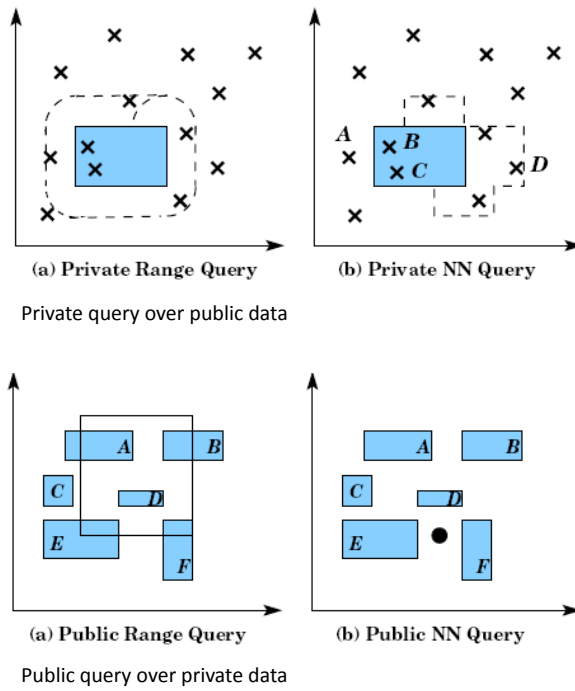 A
B
C
D
(a) Private Range Query
(b) Private NN Query
Private query over public data
A
B
A
B
C
D
C
D
E
F
E
F
(a) Public Range Query
(b) Public NN Query
Public query over private data